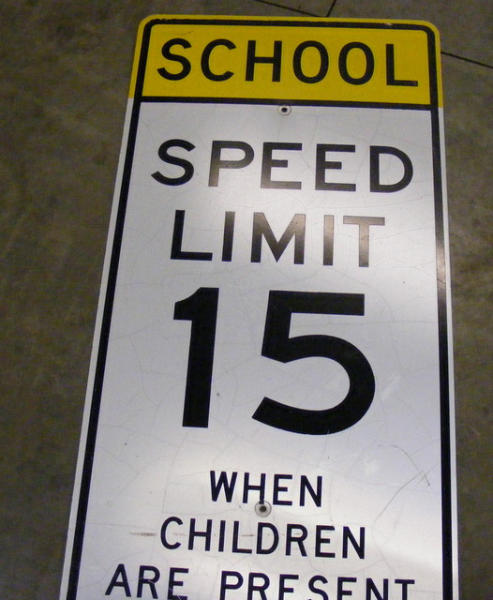 SCHOOL
SPEED
LIMIT
15
WHEN
CHILDREN
ARE PRESENT